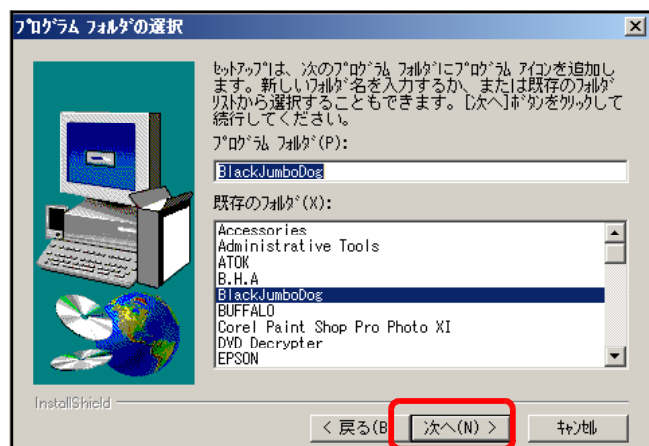 ﾌﾟﾛｸﾞﾗﾑ ﾌｫﾙﾀﾞの選択
ｾｯﾄｱｯﾌﾟは、次のﾌﾟﾛｸﾞﾗﾑ ﾌｫﾙﾀﾞにﾌﾟﾛｸﾞﾗﾑ ｱｲｺﾝを追加し
ます。新しいﾌｫﾙﾀﾞ名を入力するか、または既存のﾌｫﾙﾀﾞ
ﾘｽﾄから選択することもできます。[次へ]ﾎﾞﾀﾝをｸﾘｯｸして
続行してください。
ﾌﾟﾛｸﾞﾗﾑ ﾌｫﾙﾀﾞ(P):
BlackJumboDog
既存のﾌｫﾙﾀﾞ(X):
Accessories
Administrative Tools
ATOK
B.H.A
BlackJumboDog
BUFFALO
Corel Paint Shop Pro Photo XI
DVD Decrypter
EPSON
InstallShield
< 戻る(B
次へ(N) >
ｷｬﾝｾﾙ